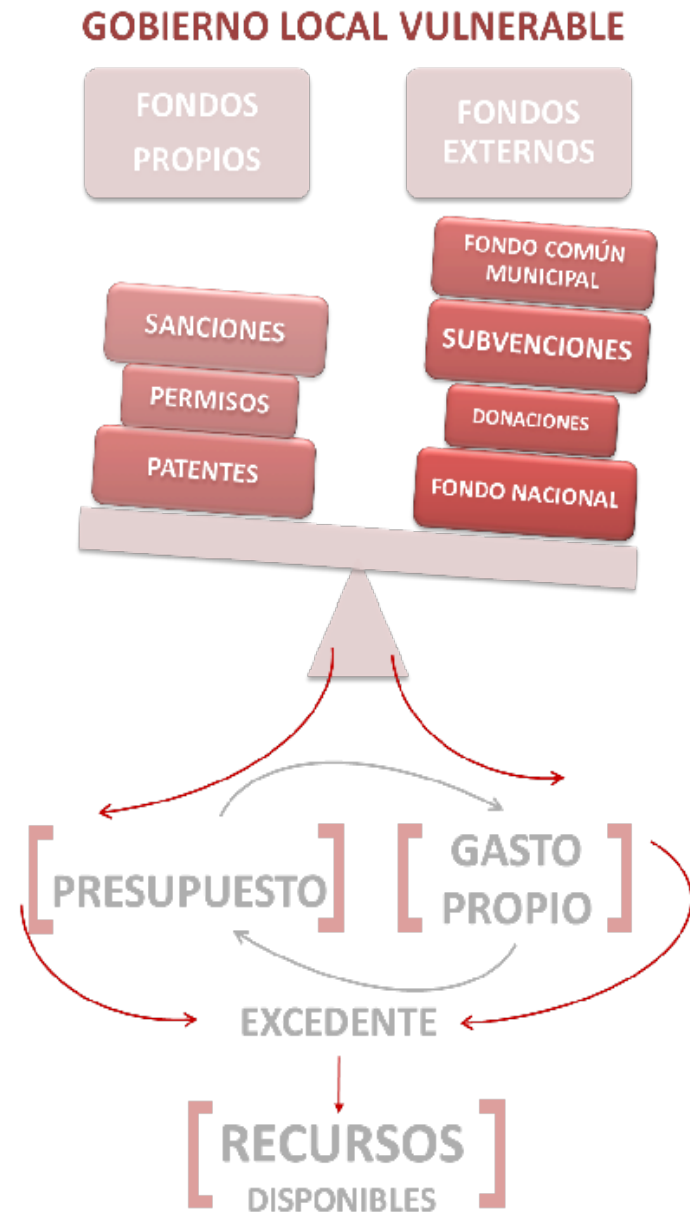 GOBIERNO LOCAL VULNERABLE
FONDOS
PROPIOS
FONDOS
EXTERNOS
SANCIONES
PERMISOS
PATENTES
FONDO COMÚN
MUNICIPAL
SUBVENCIONES
DONACIONES
FONDO NACIONAL
PRESUPUESTO
GASTO
PROPIO
EXCEDENTE
RECURSOS
DISPONIBLES